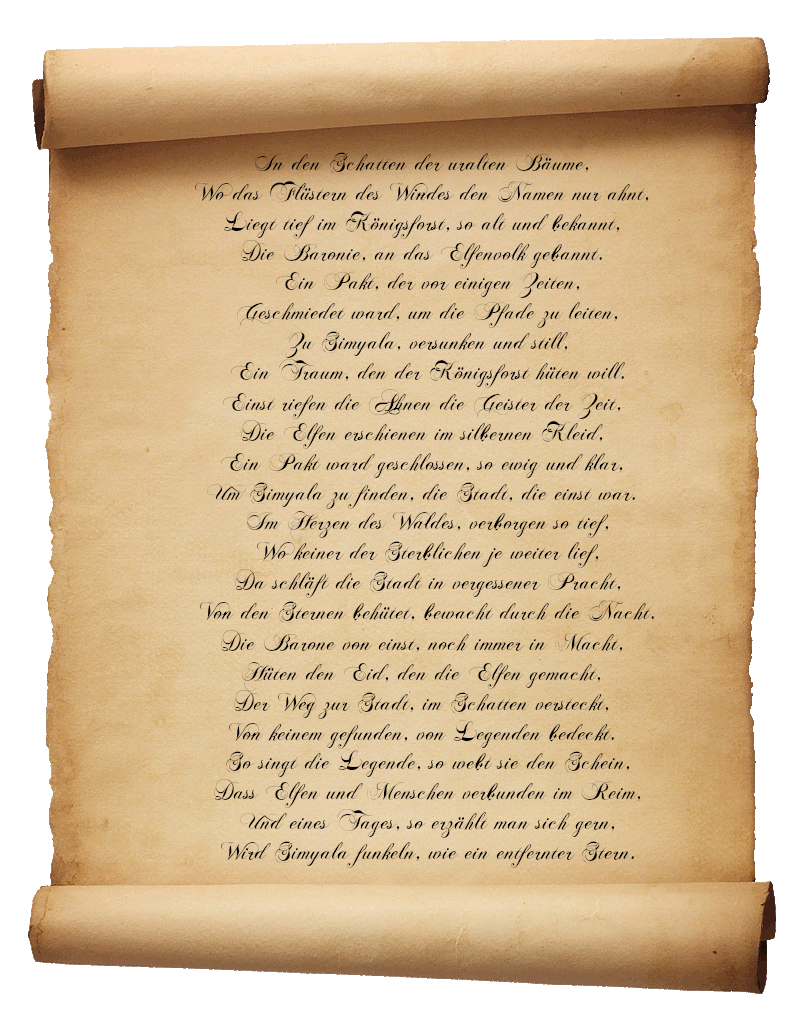 In den Schatten der uralten Bäume,
Wo das Flüstern des Windes den Namen nur ahnt,
Liegt tief im Königsforst, so alt und bekannt,
Die Baronie, an das Elfenvolk gebannt.
Ein Pakt, der vor einigen Zeiten,
Geschmiedet ward, um die Pfade zu leiten,
Zu Simyala, versunken und still,
Ein Traum, den der Königsforst hüten will.
Einst riefen die Ahnen die Geister der Zeit,
Die Elfen erschienen im silbernen Kleid,
Ein Pakt ward geschlossen, so ewig und klar,
Um Simyala zu finden, die Stadt, die einst war.
Im Herzen des Waldes, verborgen so tief,
Wo keiner der Sterblichen je weiter lief,
Da schläft die Stadt in vergessener Pracht,
Von den Sternen behütet, bewacht durch die Nacht.
Die Barone von einst, noch immer in Macht,
Hüten den Eid, den die Elfen gemacht,
Der Weg zur Stadt, im Schatten versteckt,
Von keinem gefunden, von Legenden bedeckt.
So singt die Legende, so webt sie den Schein,
Dass Elfen und Menschen verbunden im Reim,
Und eines Tages, so erzählt man sich gern,
Wird Simyala funkeln, wie ein entfernter Stern.